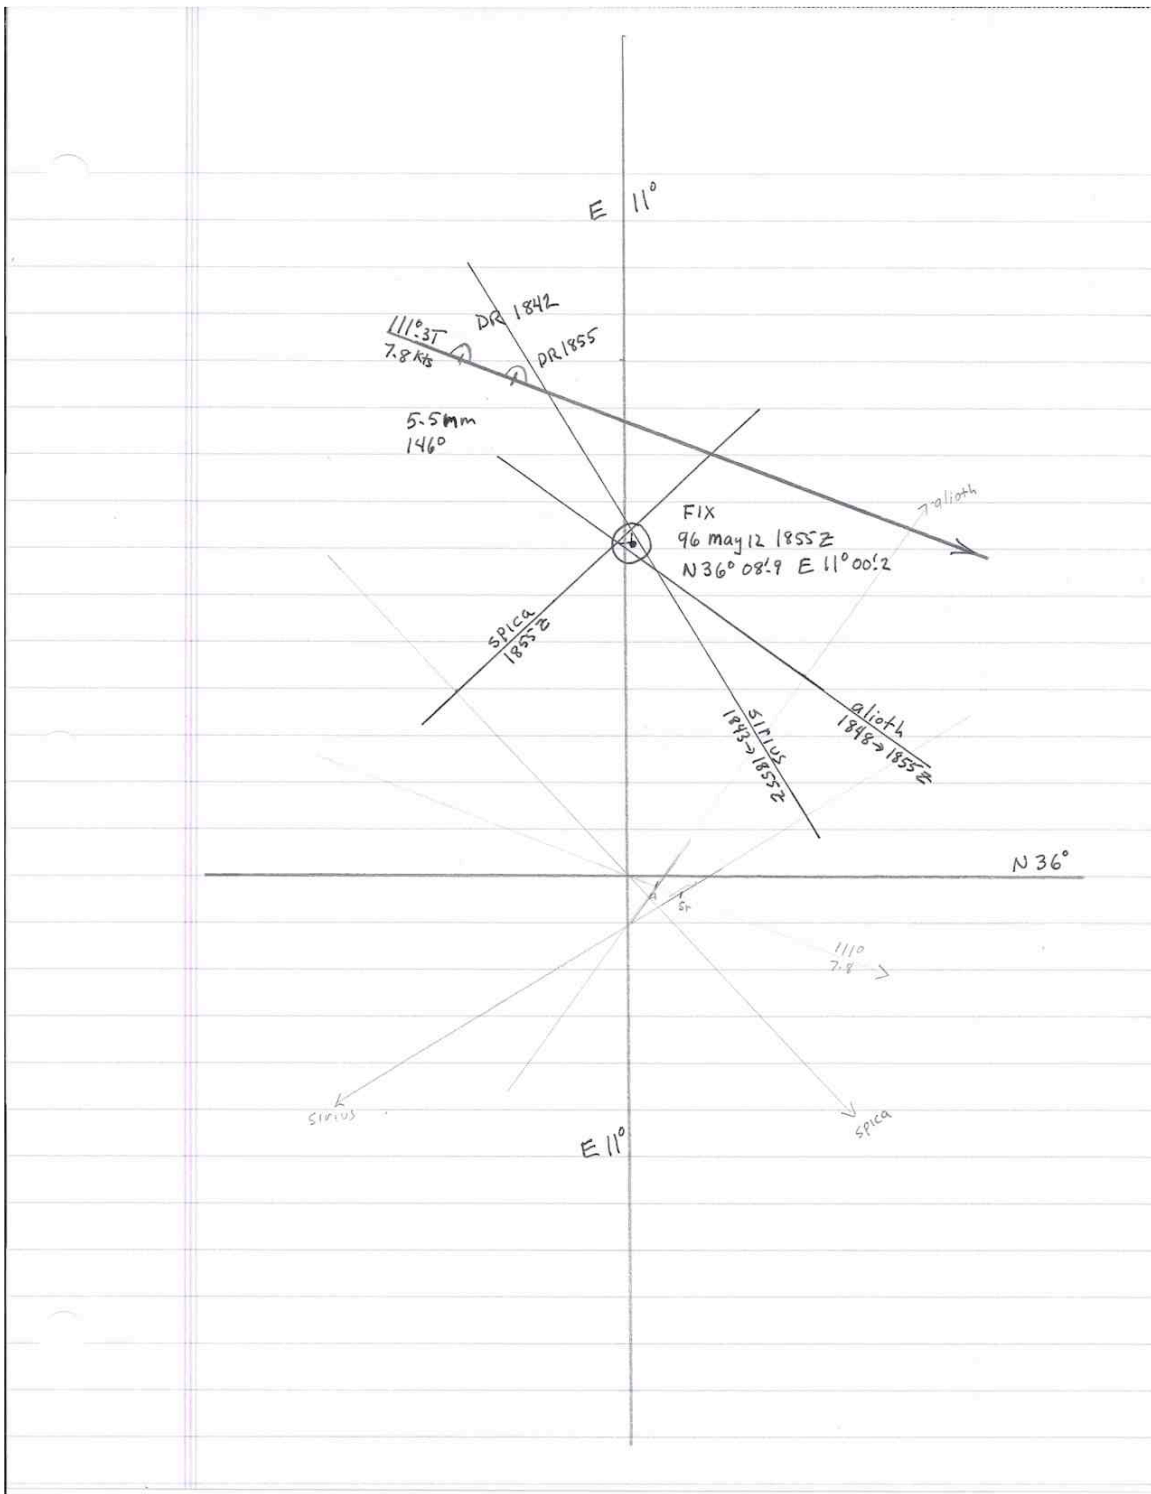 E 11°
DR 1842
111°.3T
7.8 Kts
DR 1855
5.5mm
146°
alioth
FIX
96 may 12 1855Z
N36° 08'.9 E 11° 00'.2
spica
1855Z
sirius
1843→1855Z
alioth
1848→1855Z
N 36°
a
Sr
111°
7.8
sirius
spica
E 11°